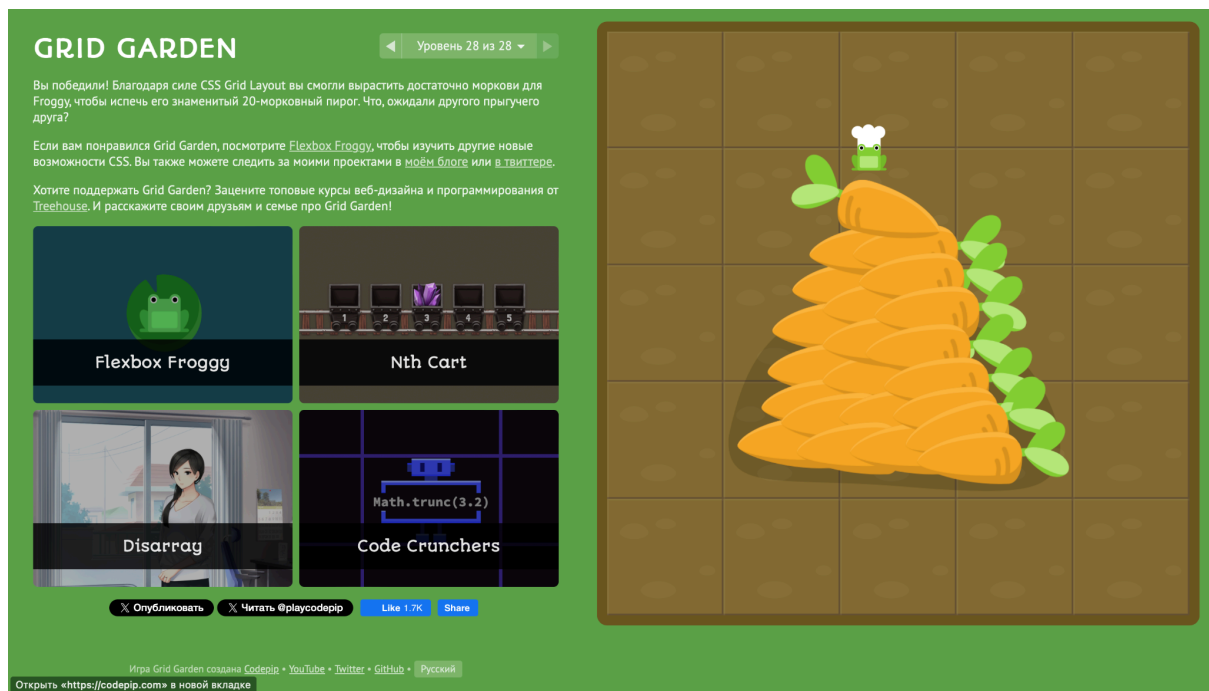 GRID GARDEN
Уровень 28 из 28
Вы победили! Благодаря силе CSS Grid Layout вы смогли вырастить достаточно моркови для
Froggy, чтобы испечь его знаменитый 20-морковный пирог. Что, ожидали другого прыгучего
друга?
Если вам понравился Grid Garden, посмотрите Flexbox Froggy, чтобы изучить другие новые
возможности CSS. Вы также можете следить за моими проектами в моём блоге или в твиттере.
Хотите поддержать Grid Garden? Зацените топовые курсы веб-дизайна и программирования от
Treehouse. И расскажите своим друзьям и семье про Grid Garden!
1 2 3 4 5
Flexbox Froggy
Nth Cart
Math.trunc(3.2)
Disarray
Code Crunchers
Опубликовать
Читать @playcodepip
Like 1.7K
Share
Игра Grid Garden создана Codepip • YouTube • Twitter • GitHub • Русский
Открыть «https://codepip.com» в новой вкладке